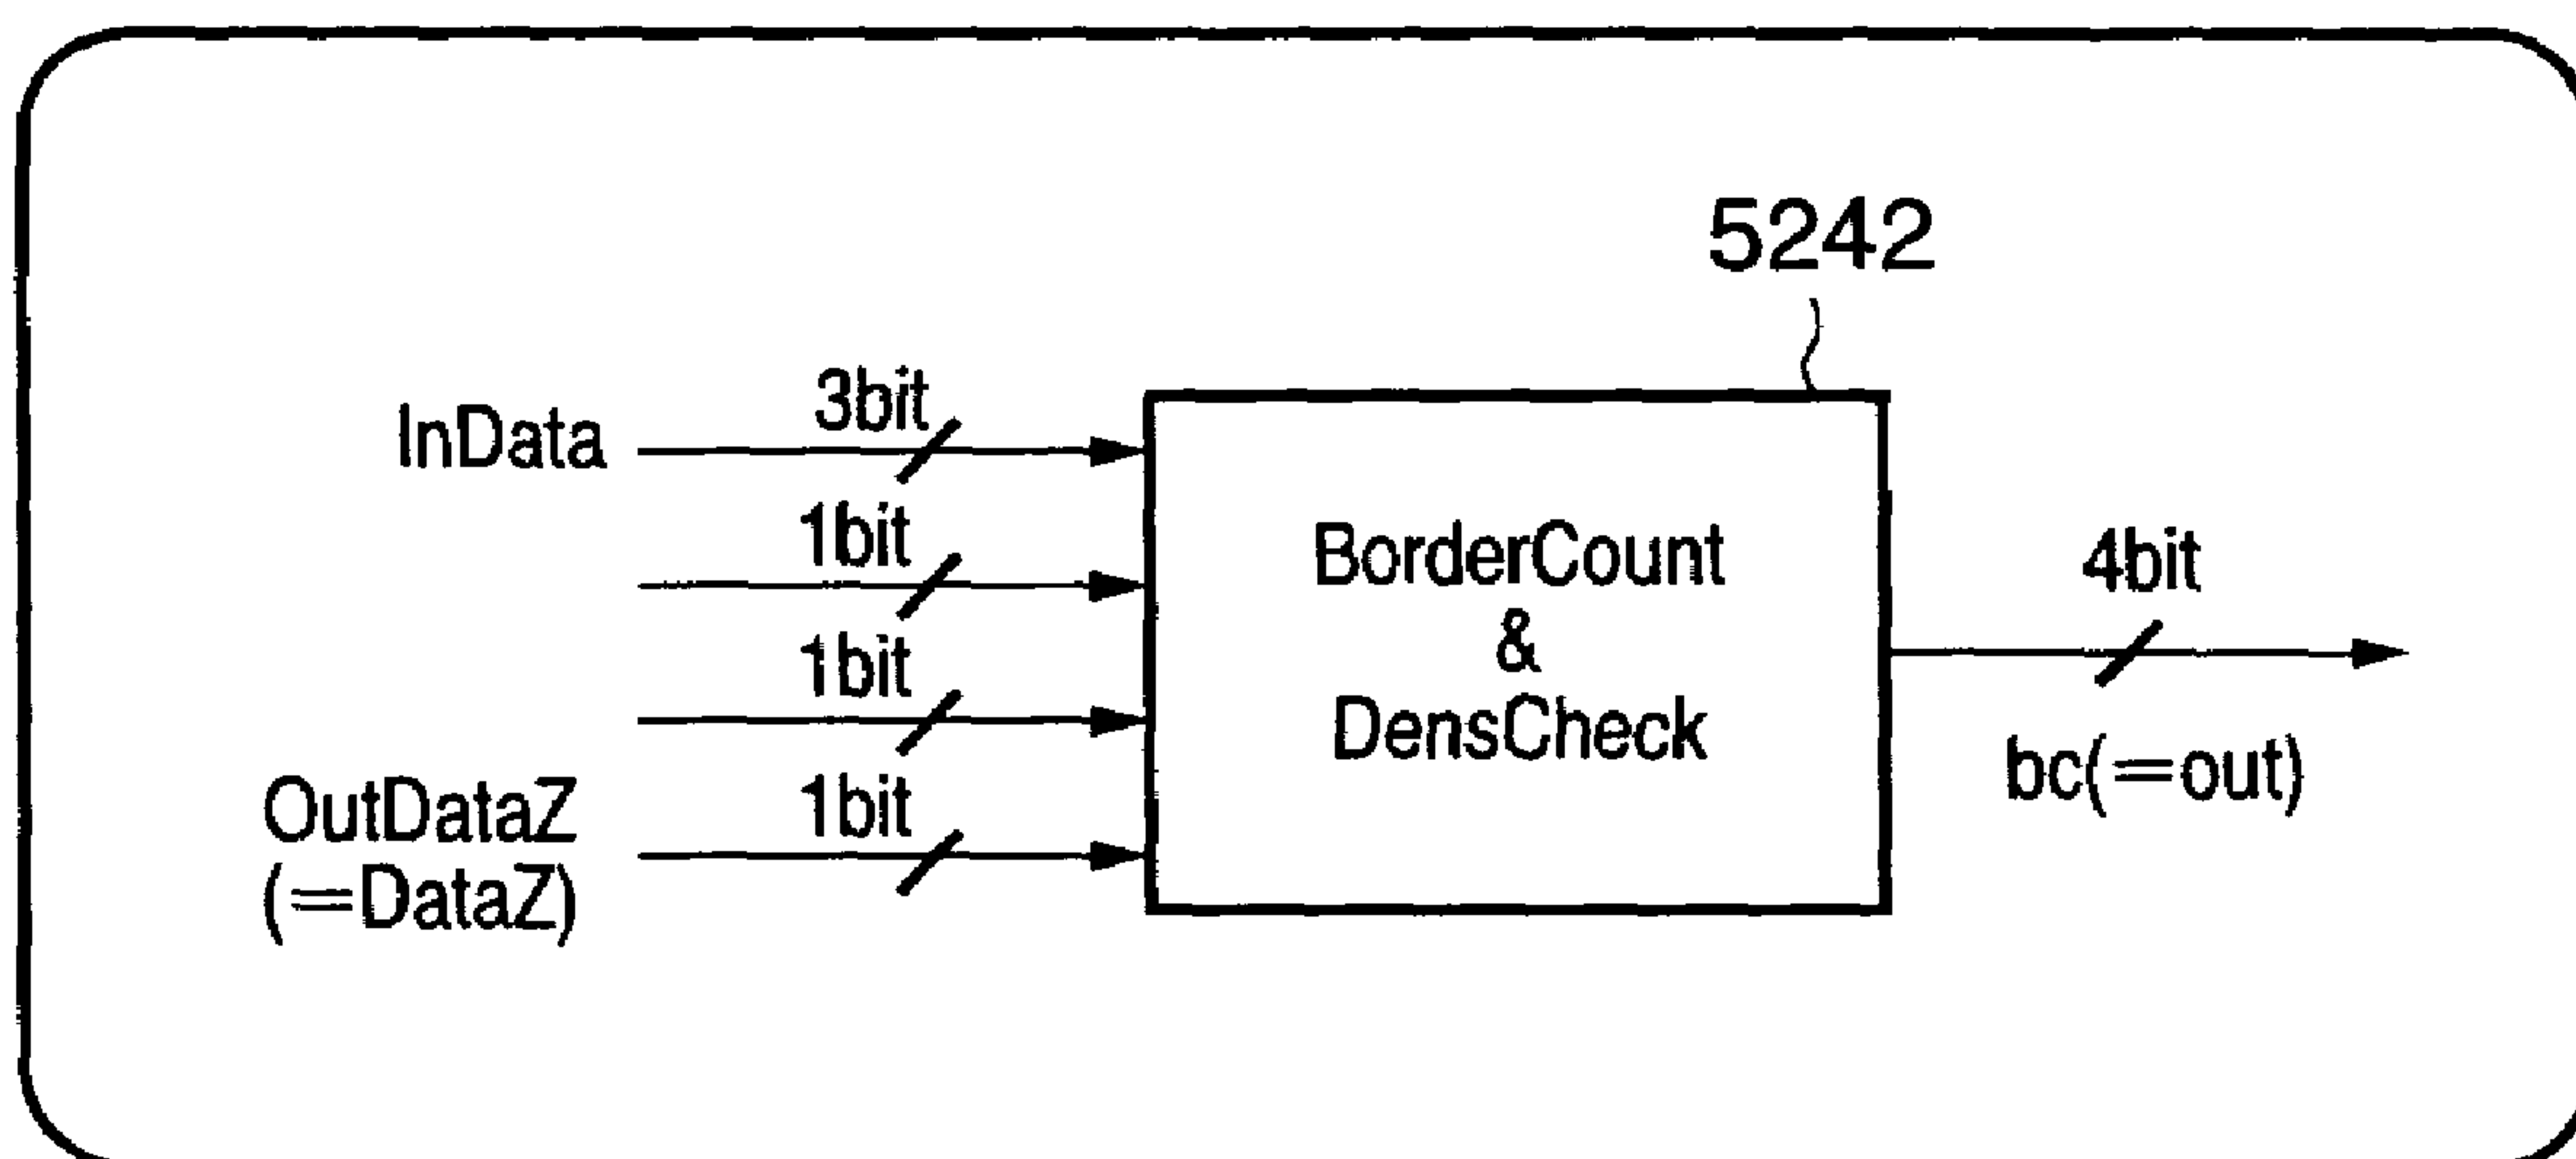 5242
InData
3bit
1bit
1bit
OutDataZ
(=DataZ)
1bit
BorderCount
&
DensCheck
4bit
bc(=out)